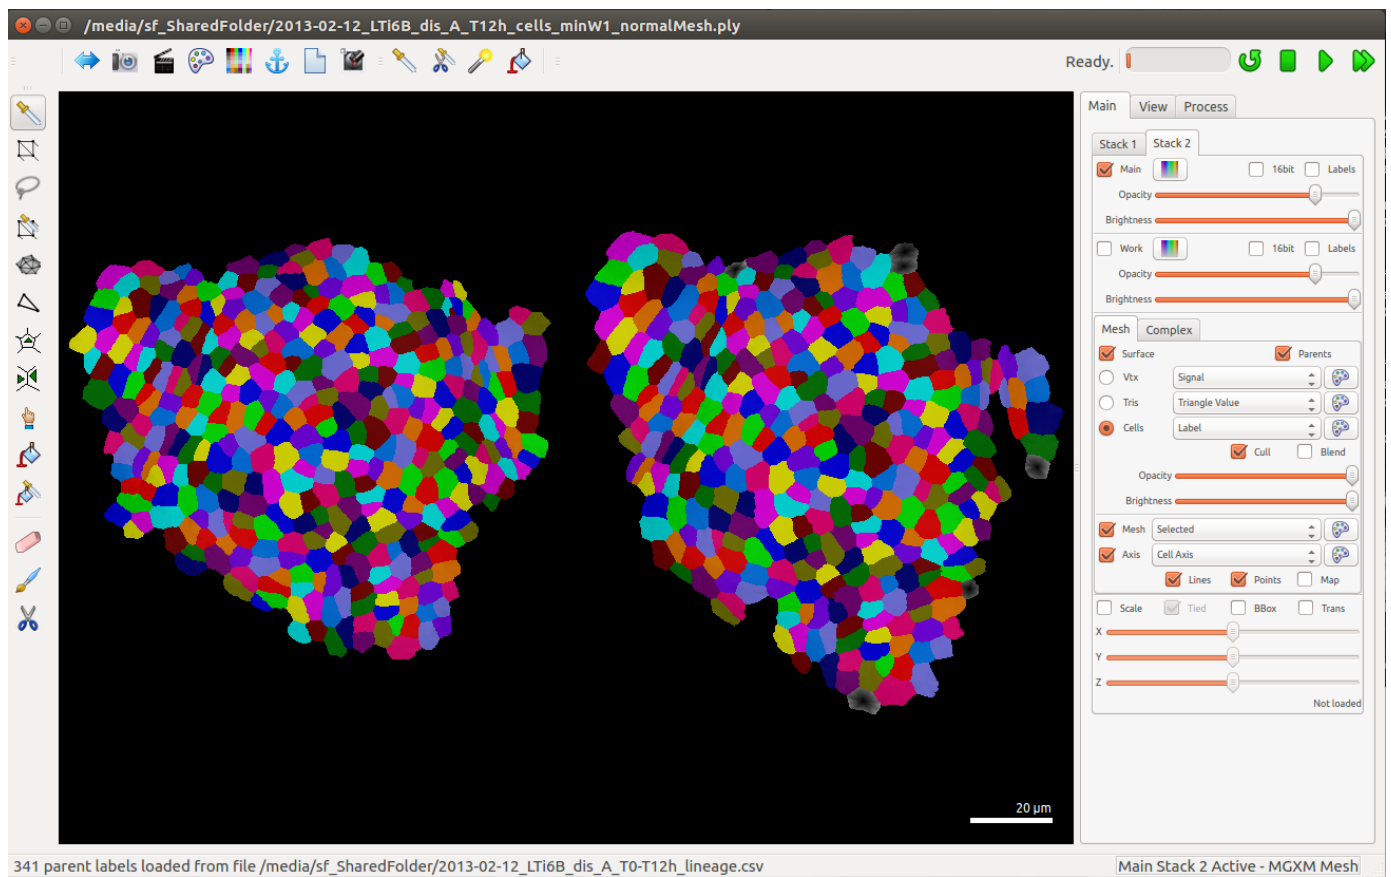 /media/sf_SharedFolder/2013-02-12_LTi6B_dis_A_T12h_cells_minW1_normalMesh.ply
Ready.
Main View Process
Stack 1 Stack 2
Main 16bit Labels
Opacity
Brightness
Work 16bit Labels
Opacity
Brightness
Mesh Complex
Surface Parents
Vtx Signal
Tris Triangle Value
Cells Label
Cull Blend
Opacity
Brightness
Mesh Selected
Axis Cell Axis
Lines Points Map
Scale Tied BBox Trans
X
Y
Z
Not loaded
20 µm
341 parent labels loaded from file /media/sf_SharedFolder/2013-02-12_LTi6B_dis_A_T0-T12h_lineage.csv
Main Stack 2 Active - MGXM Mesh